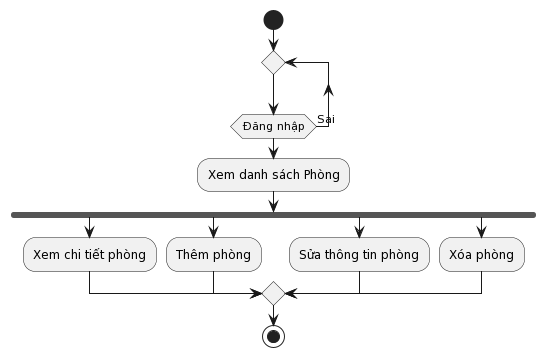 Đăng nhập
Sai
Xem danh sách Phòng
Xem chi tiết phòng
Thêm phòng
Sửa thông tin phòng
Xóa phòng